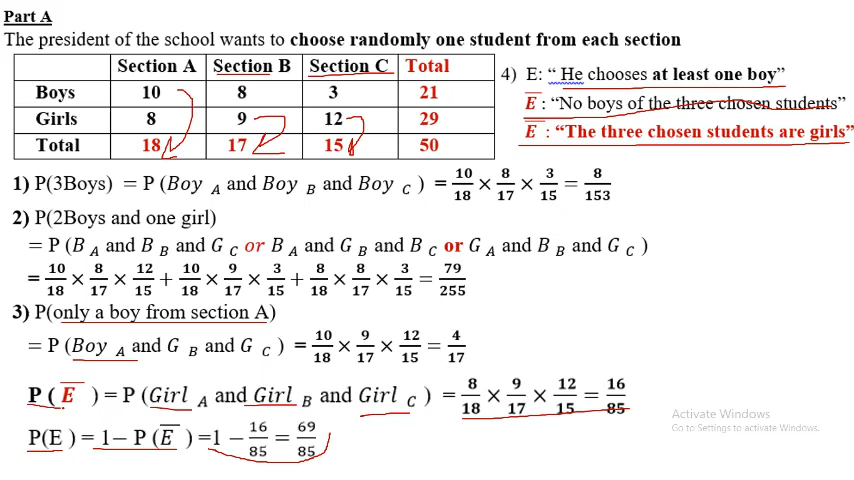 Part A
The president of the school wants to choose randomly one student from each section
Section A Section B Section C Total
Boys 10 8 3 21
Girls 8 9 12 29
Total 18 17 15 50
4) E: “ He chooses at least one boy”
E̅ : “No boys of the three chosen students”
E̅ : “The three chosen students are girls”
1) P(3Boys) = P (Boy A and Boy B and Boy C ) = 10/18 × 8/17 × 3/15 = 8/153
2) P(2Boys and one girl)
= P (B A and B B and G C or B A and G B and B C or G A and B B and G C )
= 10/18 × 8/17 × 12/15 + 10/18 × 9/17 × 3/15 + 8/18 × 8/17 × 3/15 = 79/255
3) P(only a boy from section A)
= P (Boy A and G B and G C ) = 10/18 × 9/17 × 12/15 = 4/17
P ( E̅ ) = P (Girl A and Girl B and Girl C ) = 8/18 × 9/17 × 12/15 = 16/85
P(E ) = 1− P (E̅ ) =1 − 16/85 = 69/85
Activate Windows
Go to Settings to activate Windows.